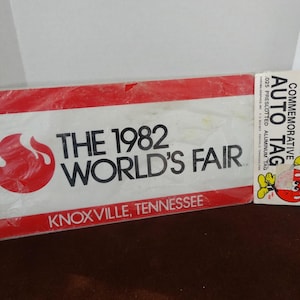 THE 1982
WORLD'S FAIR
KNOXVILLE, TENNESSEE
COMMEMORATIVE
AUTO TAG